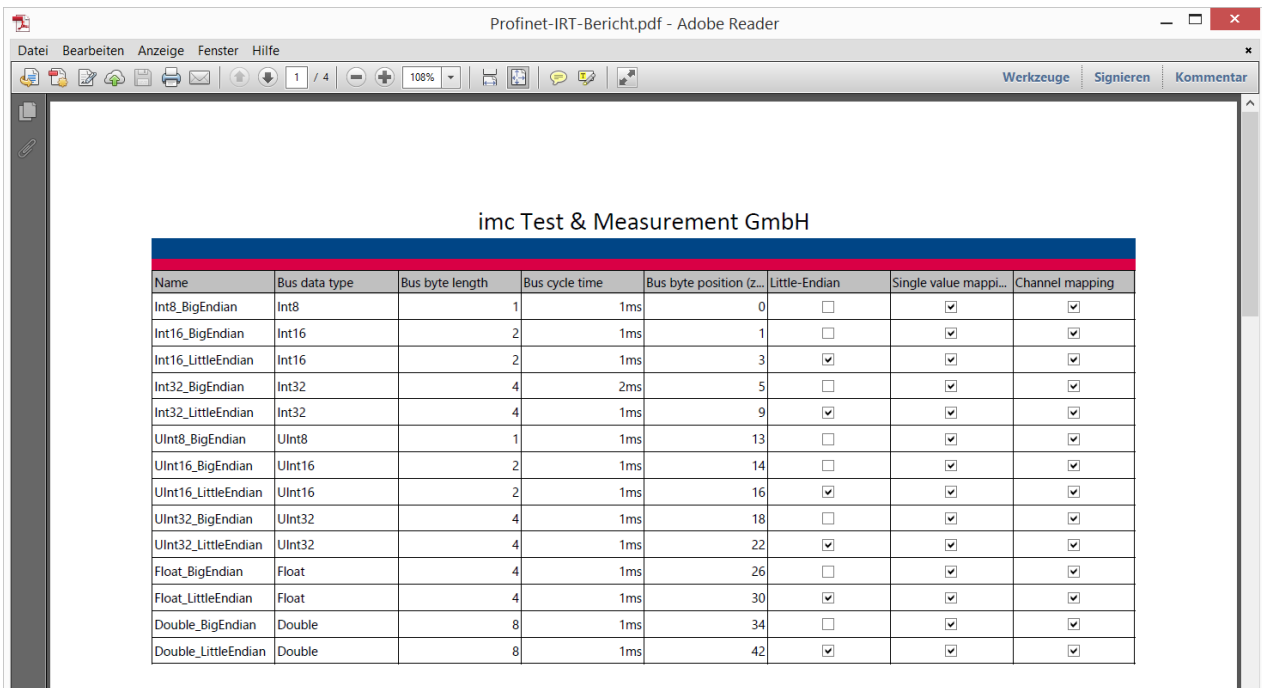 Profinet-IRT-Bericht.pdf - Adobe Reader
Datei Bearbeiten Anzeige Fenster Hilfe
1 / 4 108% Werkzeuge Signieren Kommentar
imc Test & Measurement GmbH
Name Bus data type Bus byte length Bus cycle time Bus byte position (z... Little-Endian Single value mappi... Channel mapping
Int8_BigEndian Int8 1 1ms 0
Int16_BigEndian Int16 2 1ms 1
Int16_LittleEndian Int16 2 1ms 3
Int32_BigEndian Int32 4 2ms 5
Int32_LittleEndian Int32 4 1ms 9
UInt8_BigEndian UInt8 1 1ms 13
UInt16_BigEndian UInt16 2 1ms 14
UInt16_LittleEndian UInt16 2 1ms 16
UInt32_BigEndian UInt32 4 1ms 18
UInt32_LittleEndian UInt32 4 1ms 22
Float_BigEndian Float 4 1ms 26
Float_LittleEndian Float 4 1ms 30
Double_BigEndian Double 8 1ms 34
Double_LittleEndian Double 8 1ms 42